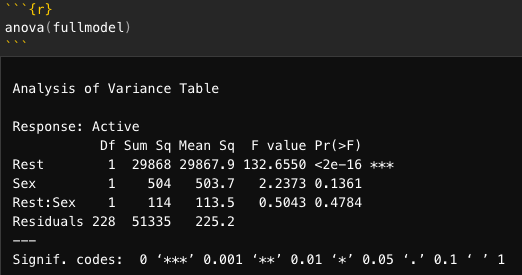 ```{r}
anova(fullmodel)
```
Analysis of Variance Table
Response: Active
Df Sum Sq Mean Sq F value Pr(>F)
Rest 1 29868 29867.9 132.6550 <2e-16 ***
Sex 1 504 503.7 2.2373 0.1361
Rest:Sex 1 114 113.5 0.5043 0.4784
Residuals 228 51335 225.2
---
Signif. codes: 0 ‘***’ 0.001 ‘**’ 0.01 ‘*’ 0.05 ‘.’ 0.1 ‘ ’ 1